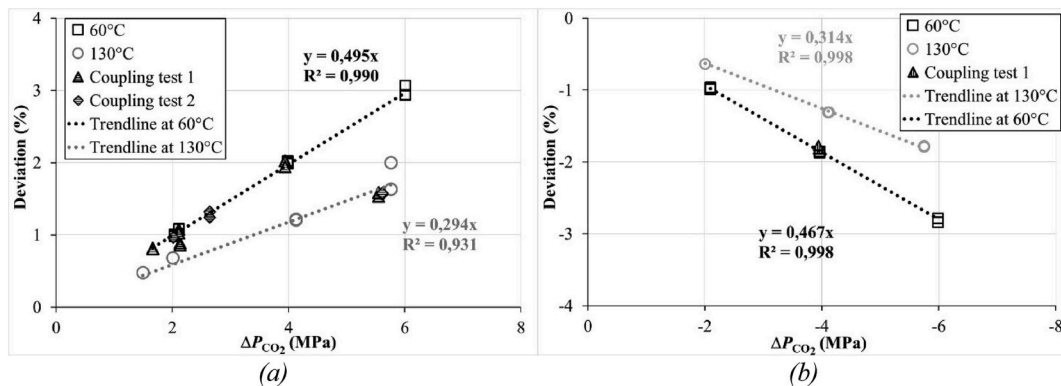 4
3
2
1
0
Deviation (%)
60°C
130°C
Coupling test 1
Coupling test 2
Trendline at 60°C
Trendline at 130°C
y = 0,495x
R² = 0,990
y = 0,294x
R² = 0,931
0 2 4 6 8
ΔP_CO₂ (MPa)
(a)
0
-1
-2
-3
-4
Deviation (%)
y = 0,314x
R² = 0,998
60°C
130°C
Coupling test 1
Trendline at 130°C
Trendline at 60°C
y = 0,467x
R² = 0,998
0 -2 -4 -6 -8
ΔP_CO₂ (MPa)
(b)